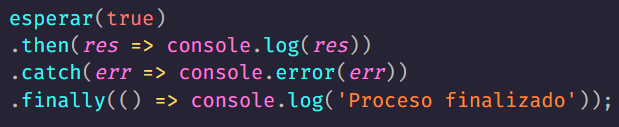 esperar(true)
.then(res => console.log(res))
.catch(err => console.error(err))
.finally(() => console.log('Proceso finalizado'));